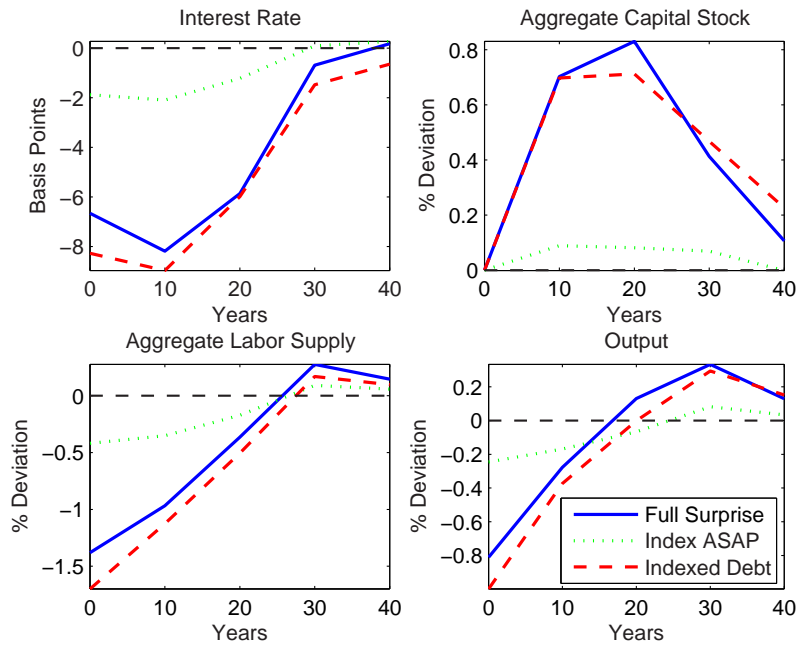 Interest Rate
0
−2
−4
−6
−8
Basis Points
0 10 20 30 40
Years
Aggregate Capital Stock
0.8
0.6
0.4
0.2
0
% Deviation
0 10 20 30 40
Years
Aggregate Labor Supply
0
−0.5
−1
−1.5
% Deviation
0 10 20 30 40
Years
Output
0.2
0
−0.2
−0.4
−0.6
−0.8
% Deviation
0 10 20 30 40
Years
Full Surprise
Index ASAP
Indexed Debt